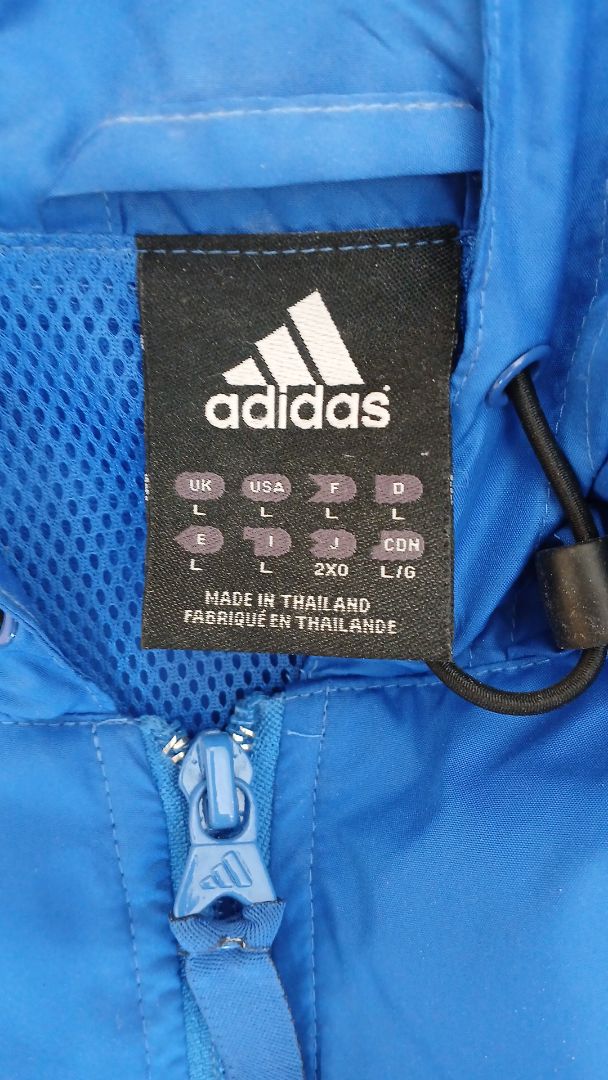 adidas
UK USA F D
L L L L
E I J CDN
L L 2XO L/G
MADE IN THAILAND
FABRIQUÉ EN THAILANDE